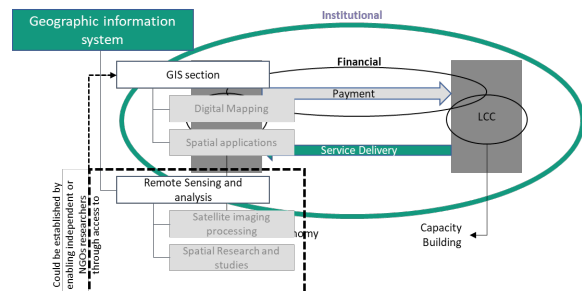 Institutional
Geographic information
system
Financial
GIS section
Payment
Digital Mapping
LCC
Spatial applications
Service Delivery
Remote Sensing and
analysis
Satellite imaging
processing
Spatial Research and
studies
Capacity
Building
Could be established by
enabling independent or
NGOs researchers
through access to